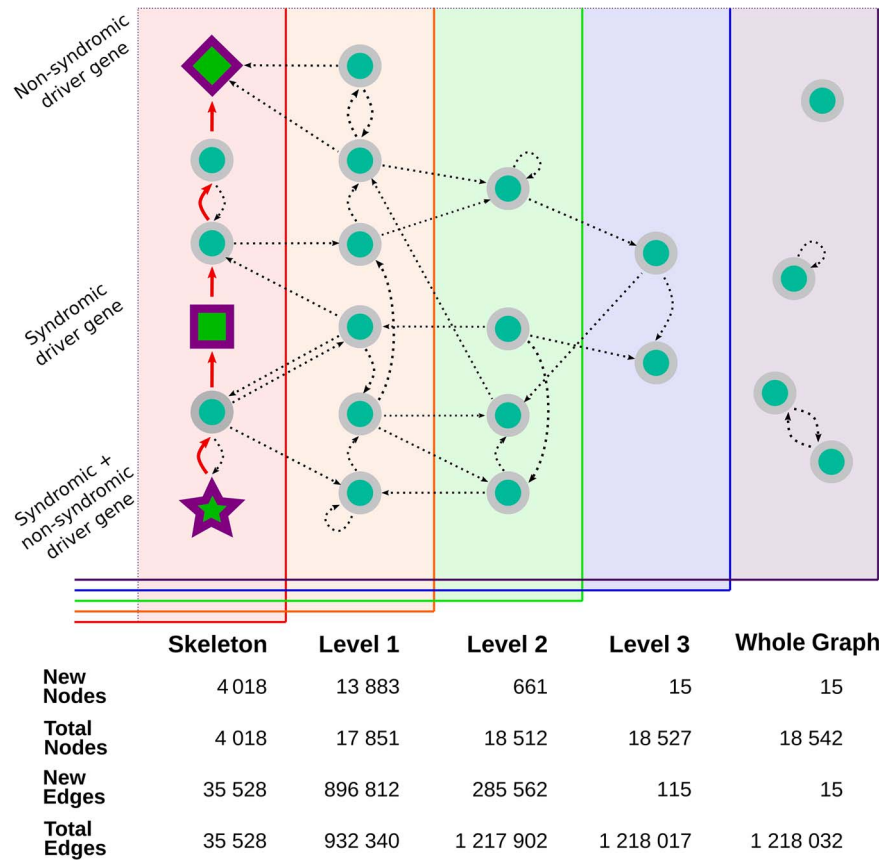 Non-syndromic
driver gene
Syndromic
driver gene
Syndromic +
non-syndromic
driver gene
Skeleton Level 1 Level 2 Level 3 Whole Graph
New
Nodes 4 018 13 883 661 15 15
Total
Nodes 4 018 17 851 18 512 18 527 18 542
New
Edges 35 528 896 812 285 562 115 15
Total
Edges 35 528 932 340 1 217 902 1 218 017 1 218 032